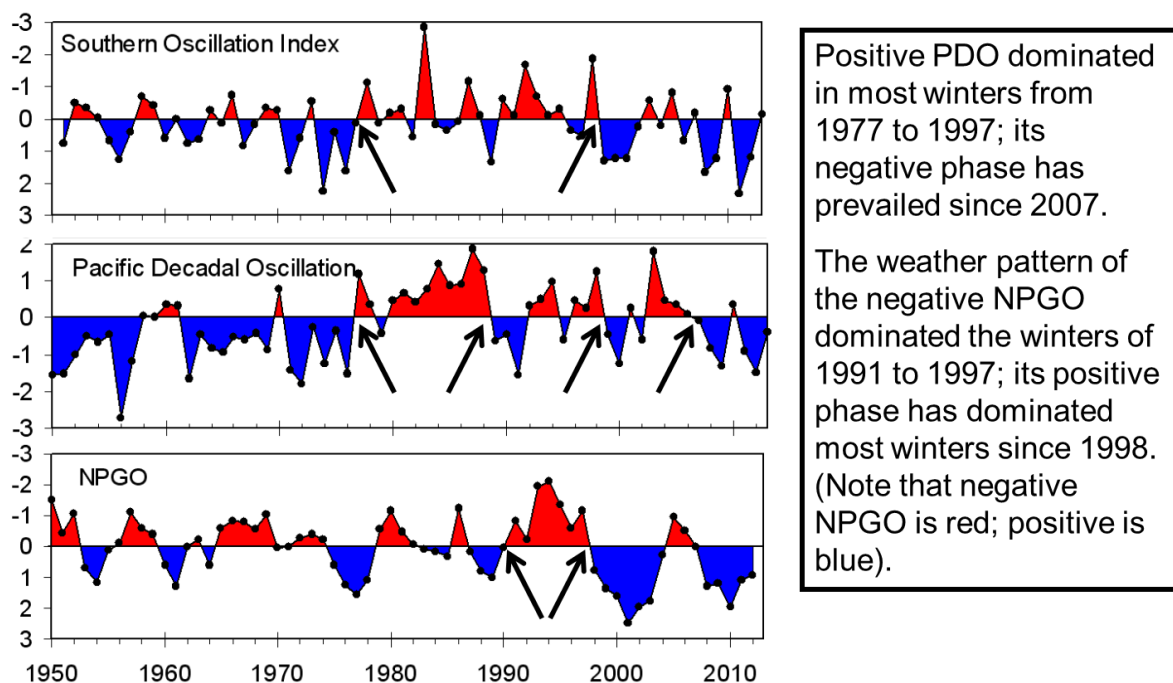 -3
Southern Oscillation Index
-2
-1
0
1
2
3
2
Pacific Decadal Oscillation
1
0
-1
-2
-3
-3
NPGO
-2
-1
0
1
2
3
1950 1960 1970 1980 1990 2000 2010
Positive PDO dominated
in most winters from
1977 to 1997; its
negative phase has
prevailed since 2007.
The weather pattern of
the negative NPGO
dominated the winters of
1991 to 1997; its positive
phase has dominated
most winters since 1998.
(Note that negative
NPGO is red; positive is
blue).